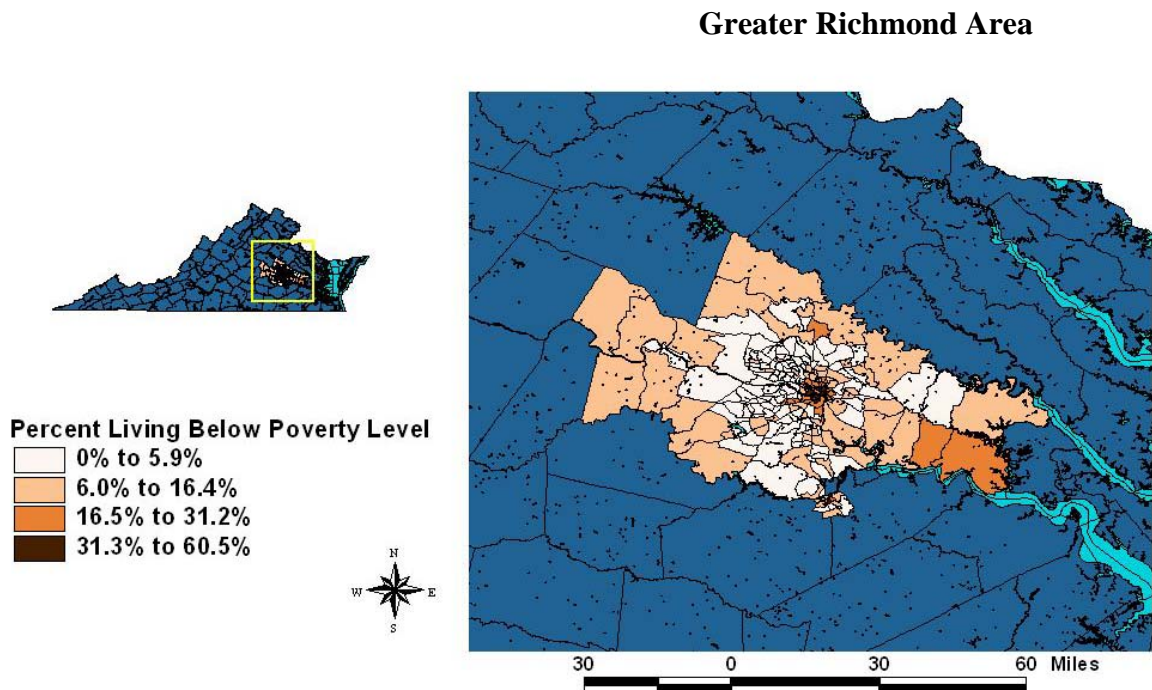 Greater Richmond Area
Percent Living Below Poverty Level
0% to 5.9%
6.0% to 16.4%
16.5% to 31.2%
31.3% to 60.5%
N
W E
S
30 0 30 60 Miles